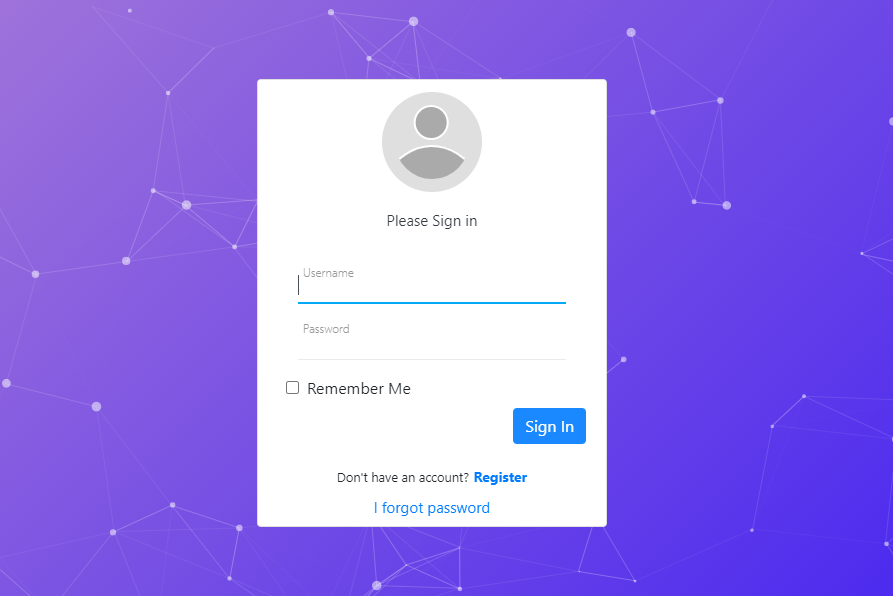 Please Sign in
Username
Password
Remember Me
Sign In
Don't have an account? Register
I forgot password